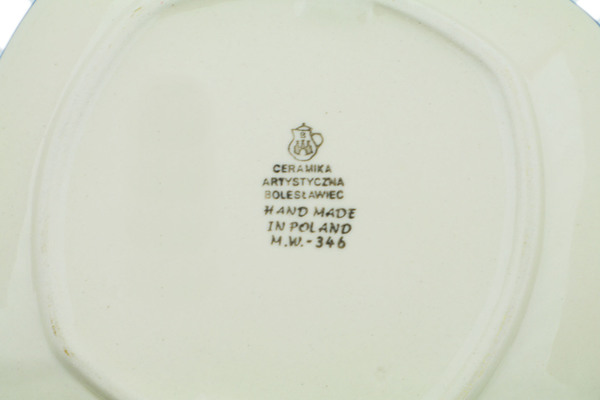 CERAMIKA
ARTYSTYCZNA
BOLESŁAWIEC
HAND MADE
IN POLAND
M.W.-346